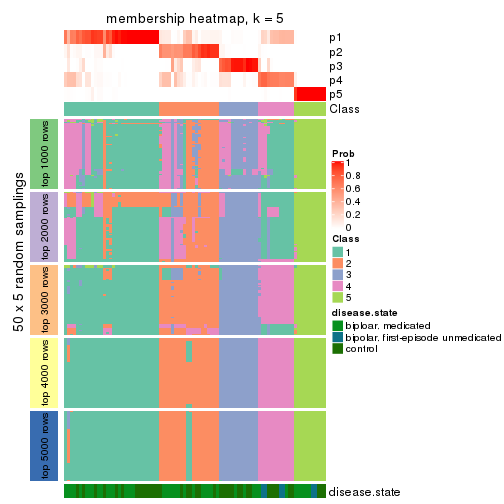 membership heatmap, k = 5
p1
p2
p3
p4
p5
Class
50 x 5 random samplings
top 1000 rows
top 2000 rows
top 3000 rows
top 4000 rows
top 5000 rows
Prob
1
0.8
0.6
0.4
0.2
0
Class
1
2
3
4
5
disease.state
biploar. medicated
bipolar. first-episode unmedicated
control
disease.state